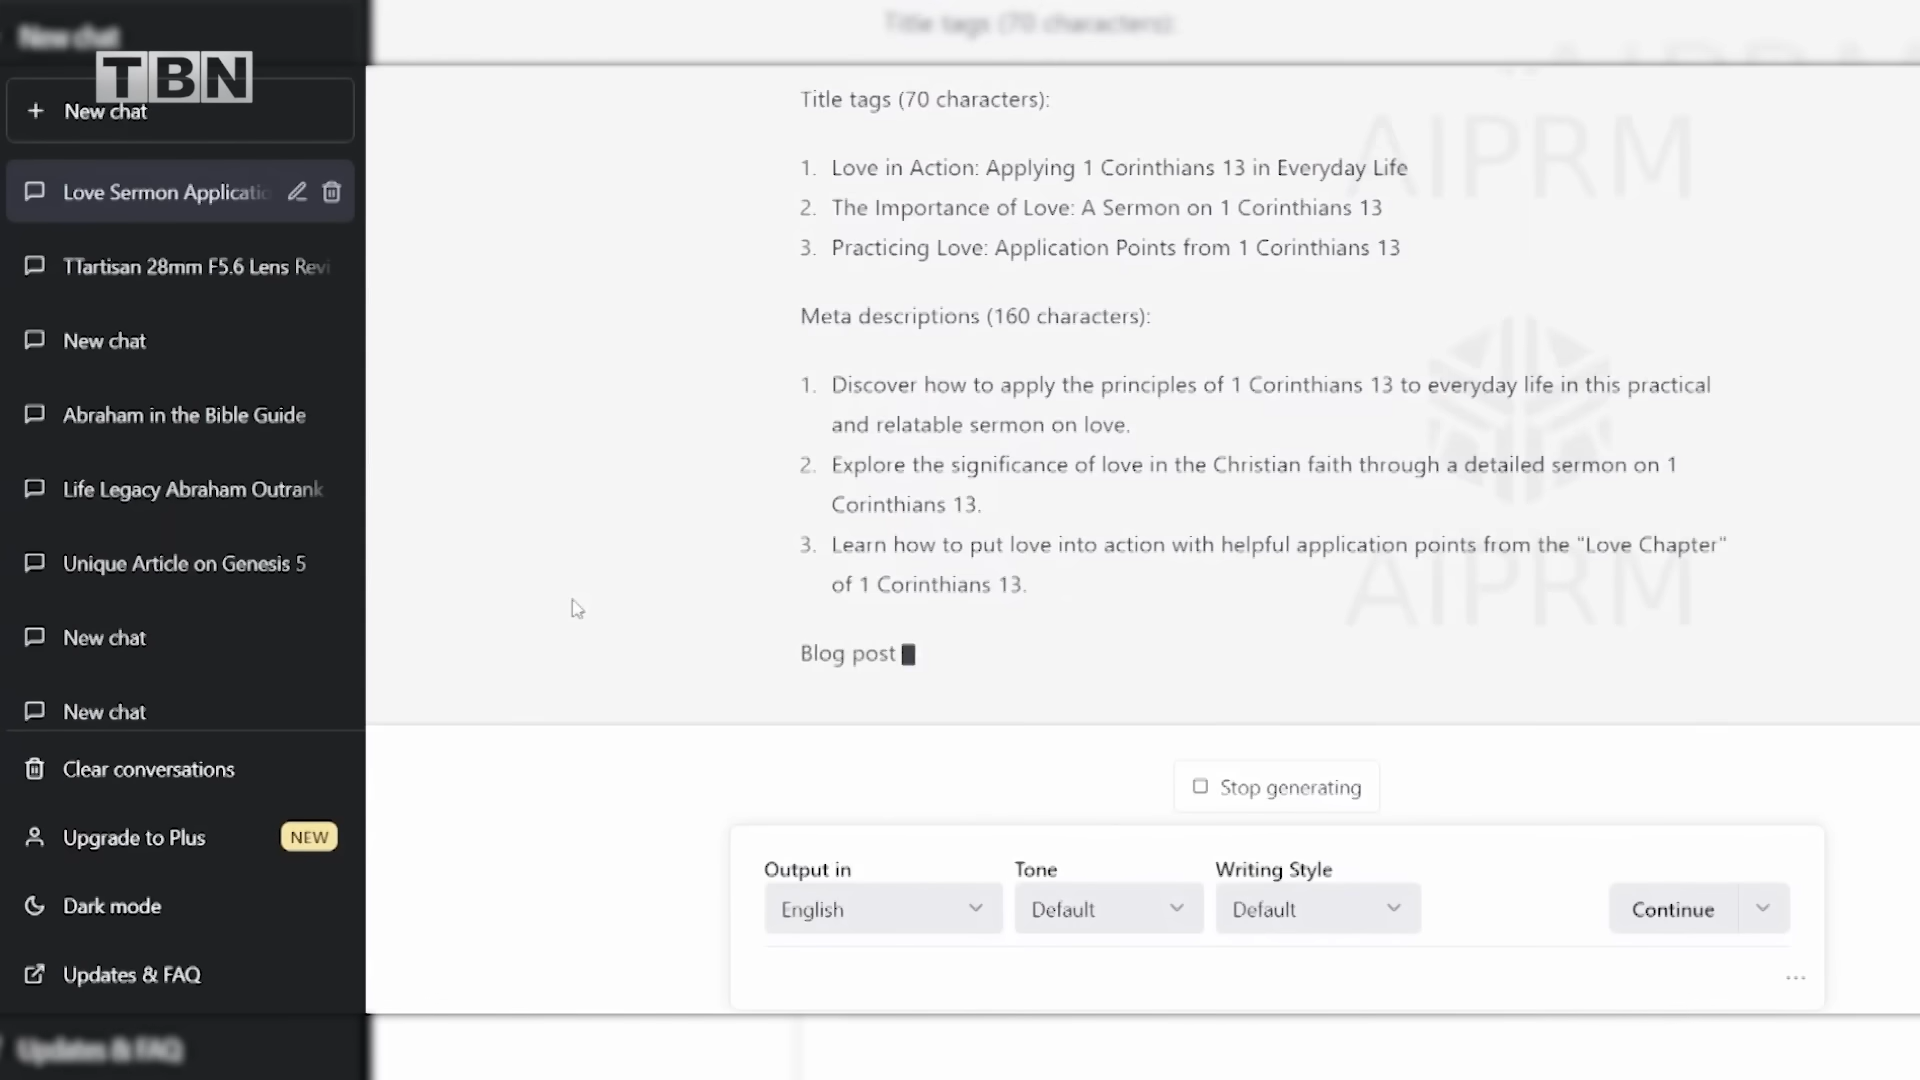 New chat
Title tags (70 characters):
TBN
New chat
Love Sermon Applicatio
TTartisan 28mm F5.6 Lens Revi
New chat
Abraham in the Bible Guide
Life Legacy Abraham Outrank
Unique Article on Genesis 5
New chat
New chat
Clear conversations
Upgrade to Plus NEW
Dark mode
Updates & FAQ
Updates & FAQ
Title tags (70 characters):
1. Love in Action: Applying 1 Corinthians 13 in Everyday Life
2. The Importance of Love: A Sermon on 1 Corinthians 13
3. Practicing Love: Application Points from 1 Corinthians 13
Meta descriptions (160 characters):
1. Discover how to apply the principles of 1 Corinthians 13 to everyday life in this practical
and relatable sermon on love.
2. Explore the significance of love in the Christian faith through a detailed sermon on 1
Corinthians 13.
3. Learn how to put love into action with helpful application points from the "Love Chapter"
of 1 Corinthians 13.
Blog post
AIPRM
AIPRM
Stop generating
Output in Tone Writing Style
English Default Default Continue
...